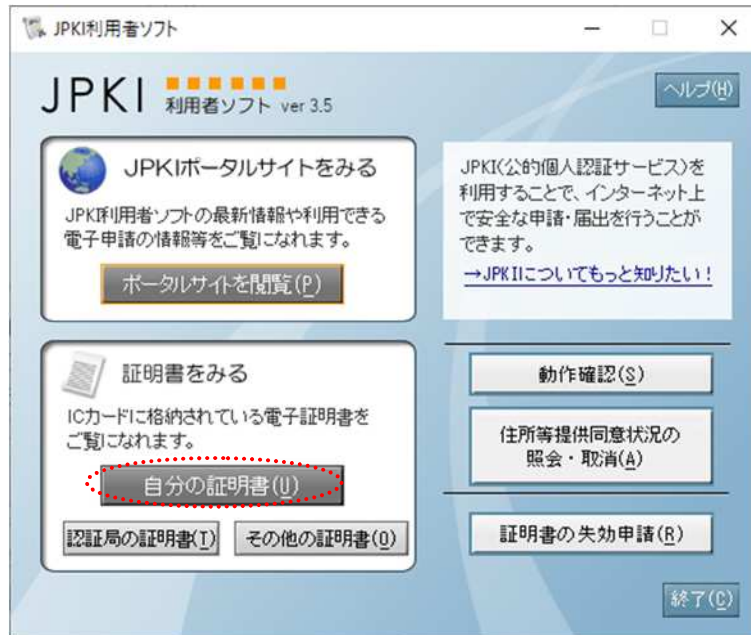 JPKI利用者ソフト
JPKI 利用者ソフト ver 3.5
ヘルプ(H)
JPKIポータルサイトをみる
JPKI利用者ソフトの最新情報や利用できる
電子申請の情報等をご覧になれます。
ポータルサイトを閲覧(P)
JPKI(公的個人認証サービス)を
利用することで、インターネット上
で安全な申請・届出を行うことが
できます。
→JPKIについてもっと知りたい!
証明書をみる
ICカードに格納されている電子証明書を
ご覧になれます。
自分の証明書(U)
認証局の証明書(T)
その他の証明書(O)
動作確認(S)
住所等提供同意状況の
照会・取消(A)
証明書の失効申請(R)
終了(C)